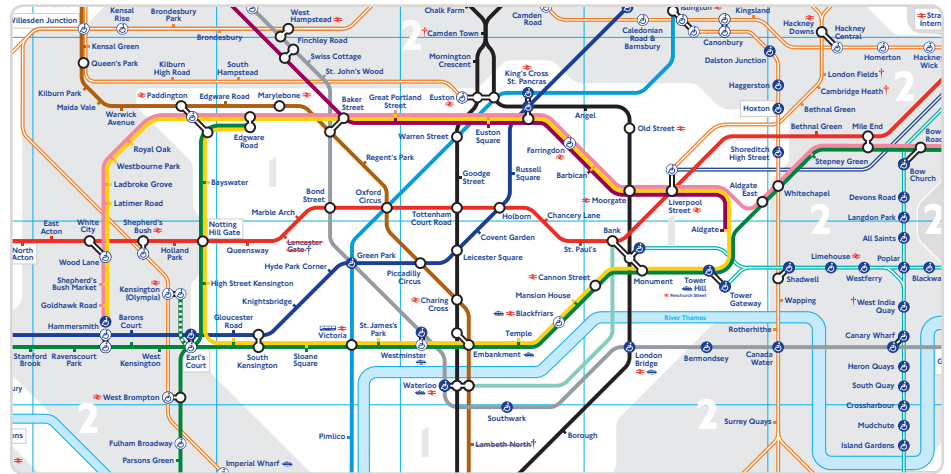 Willesden Junction
Kensal
Rise
Brondesbury
Park
Brondesbury
West
Hampstead
Finchley Road
Swiss Cottage
St. John's Wood
South
Hampstead
Kilburn
High Road
Kensal Green
Queen's Park
Kilburn Park
Maida Vale
Warwick
Avenue
Paddington
Edgware Road
Marylebone
Baker
Street
Great Portland
Street
Euston
Chalk Farm
2
†Camden Town
Mornington
Crescent
Camden
Road
King's Cross
St. Pancras
Caledonian
Road &
Barnsbury
Islington
Canonbury
Kingsland
Dalston Junction
Hackney
Downs
Hackney
Central
Homerton
Hackney
Wick
Stra
Intern
London Fields†
Cambridge Heath†
2
Haggerston
Hoxton
Bethnal Green
Royal Oak
Westbourne Park
Ladbroke Grove
Latimer Road
Edgware
Road
Bayswater
Regent's Park
Warren Street
Euston
Square
Goodge
Street
Russell
Square
Angel
Farringdon
Barbican
Old Street
Moorgate
Liverpool
Street
Shoreditch
High Street
Bethnal Green
Mile End
Stepney Green
Bow
Road
Bow
Church
Aldgate
East
Whitechapel
Aldgate
Devons Road
Langdon Park
All Saints
2
2
East
Acton
White
City
Shepherd's
Bush
North
Acton
Wood Lane
Holland
Park
Notting
Hill Gate
Queensway
Lancaster
Gate†
Marble Arch
Bond
Street
Oxford
Circus
Tottenham
Court Road
Holborn
Chancery Lane
St. Paul's
Bank
Covent Garden
Leicester Square
Hyde Park Corner
Green Park
Piccadilly
Circus
Knightsbridge
High Street Kensington
Shepherd's
Bush Market
Goldhawk Road
Kensington
(Olympia)
Hammersmith
Barons
Court
Gloucester
Road
Victoria
St. James's
Park
Charing
Cross
Cannon Street
Mansion House
Blackfriars
Temple
Monument
Tower
Hill
Fenchurch Street
Tower
Gateway
Limehouse
Westferry
Poplar
Blackwa
Shadwell
Wapping
†West India
Quay
River Thames
Rotherhithe
Canary Wharf
Stamford
Brook
Ravenscourt
Park
West
Kensington
Earl's
Court
South
Kensington
Sloane
Square
Westminster
Embankment
Waterloo
London
Bridge
Bermondsey
Canada
Water
Heron Quays
South Quay
Crossharbour
Mudchute
Island Gardens
Surrey Quays
2
2
West Brompton
Fulham Broadway
Parsons Green
Imperial Wharf
Pimlico
Southwark
Lambeth North†
Borough
1
1
ury
ens
G